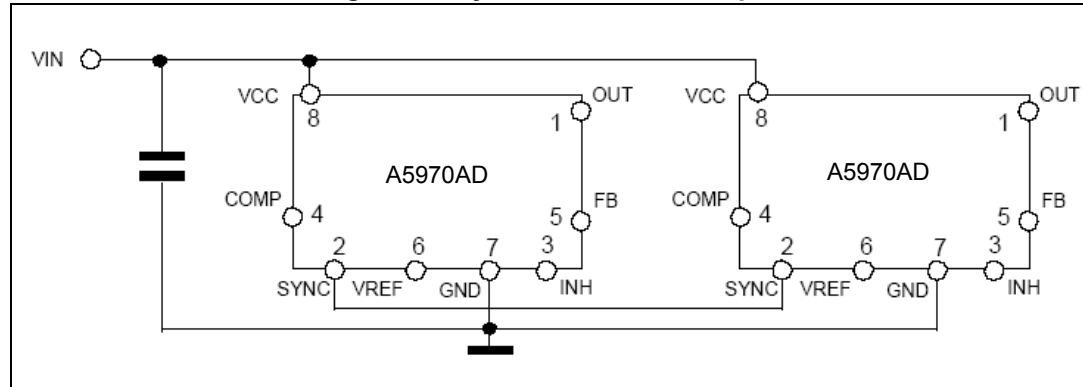 VIN
VCC
8
OUT
1
A5970AD
COMP
4
FB
5
2
6
7
3
SYNC
VREF
GND
INH
VCC
8
OUT
1
A5970AD
COMP
4
FB
5
2
6
7
3
SYNC
VREF
GND
INH